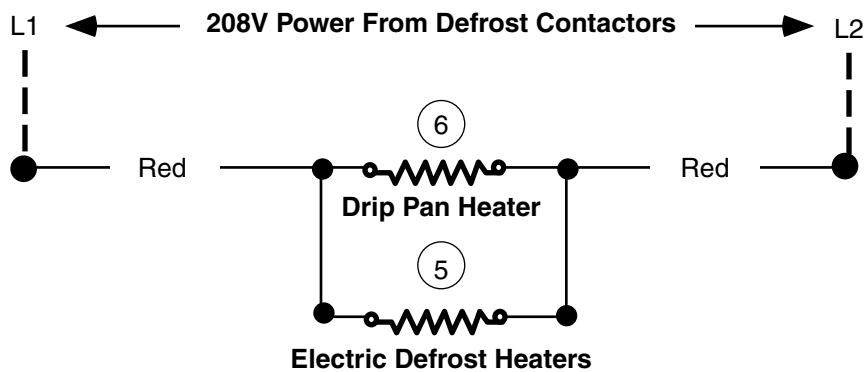 L1 208V Power From Defrost Contactors L2
6
Red Red
Drip Pan Heater
5
Electric Defrost Heaters